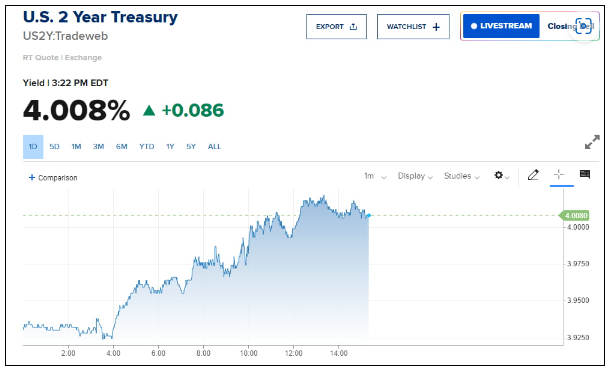 U.S. 2 Year Treasury
US2Y:Tradeweb
EXPORT
WATCHLIST +
LIVESTREAM
Closing Bell
RT Quote | Exchange
Yield | 3:22 PM EDT
4.008% ▲ +0.086
1D 5D 1M 3M 6M YTD 1Y 5Y ALL
+ Comparison
1m Display Studies
4.0080
4.0000
3.9750
3.9500
3.9250
2:00 4:00 6:00 8:00 10:00 12:00 14:00